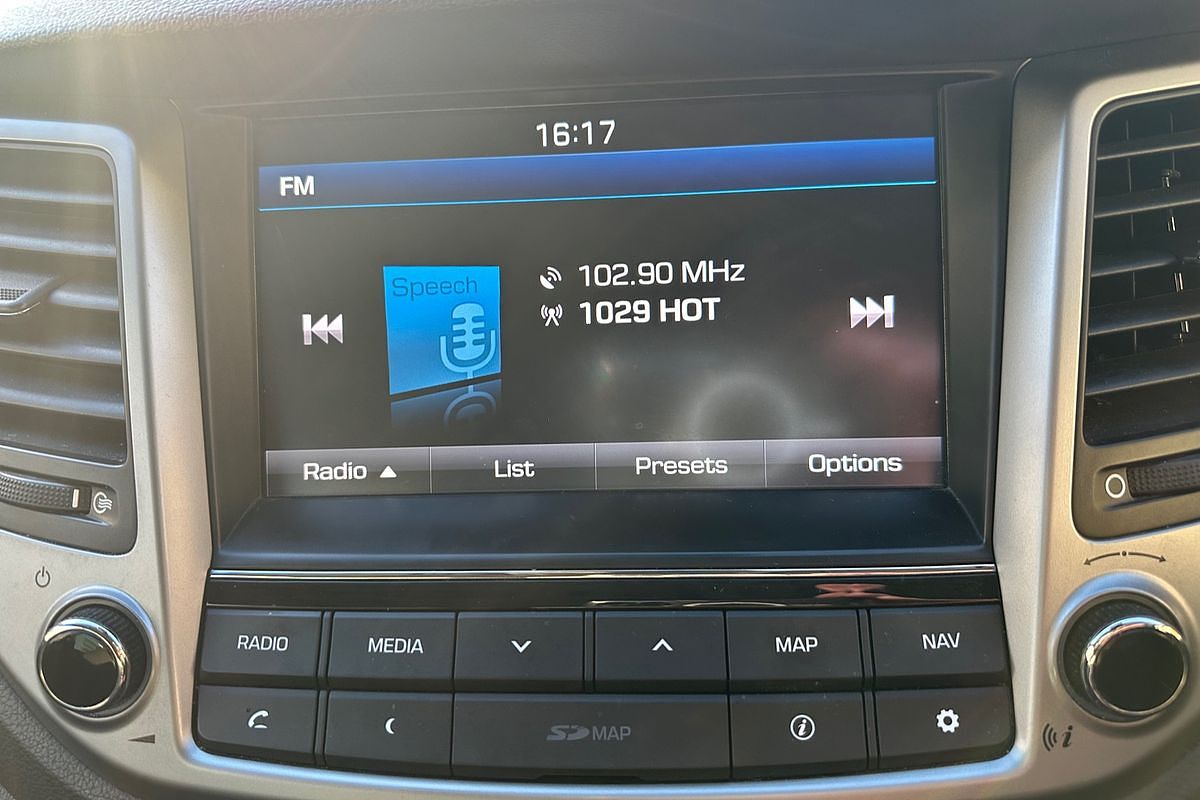 16:17
FM
Speech
102.90 MHz
1029 HOT
Radio
List
Presets
Options
RADIO
MEDIA
MAP
NAV
SD MAP
i
i